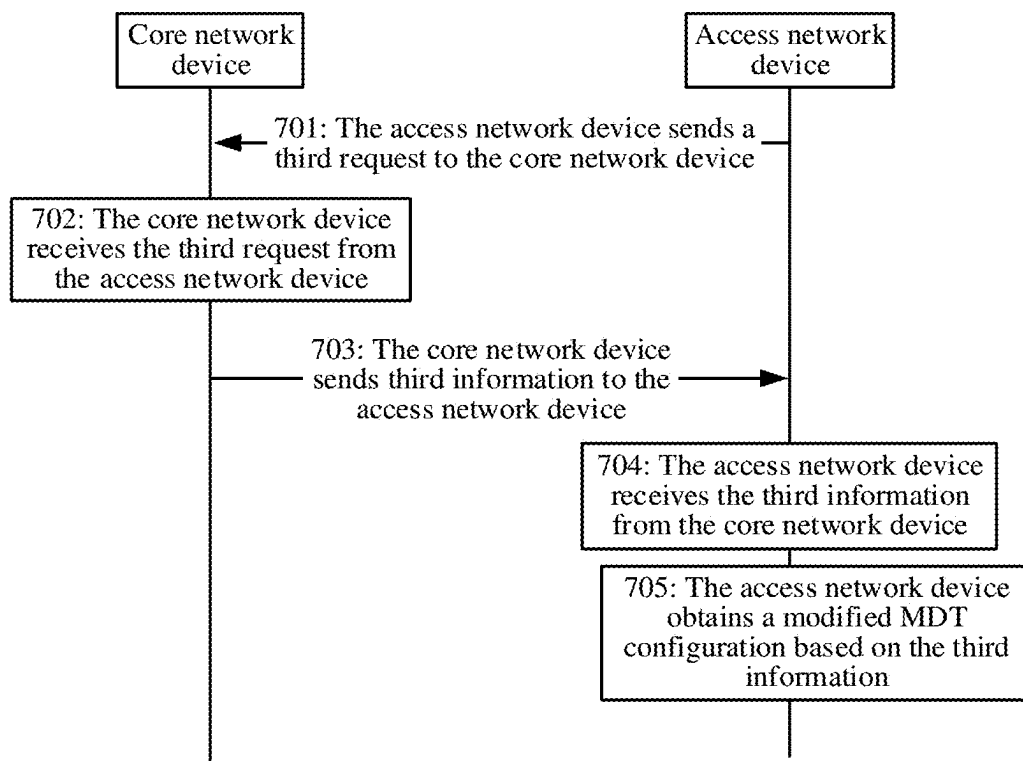 Core network
device
Access network
device
701: The access network device sends a
third request to the core network device
702: The core network device
receives the third request from
the access network device
703: The core network device
sends third information to the
access network device
704: The access network device
receives the third information
from the core network device
705: The access network device
obtains a modified MDT
configuration based on the third
information